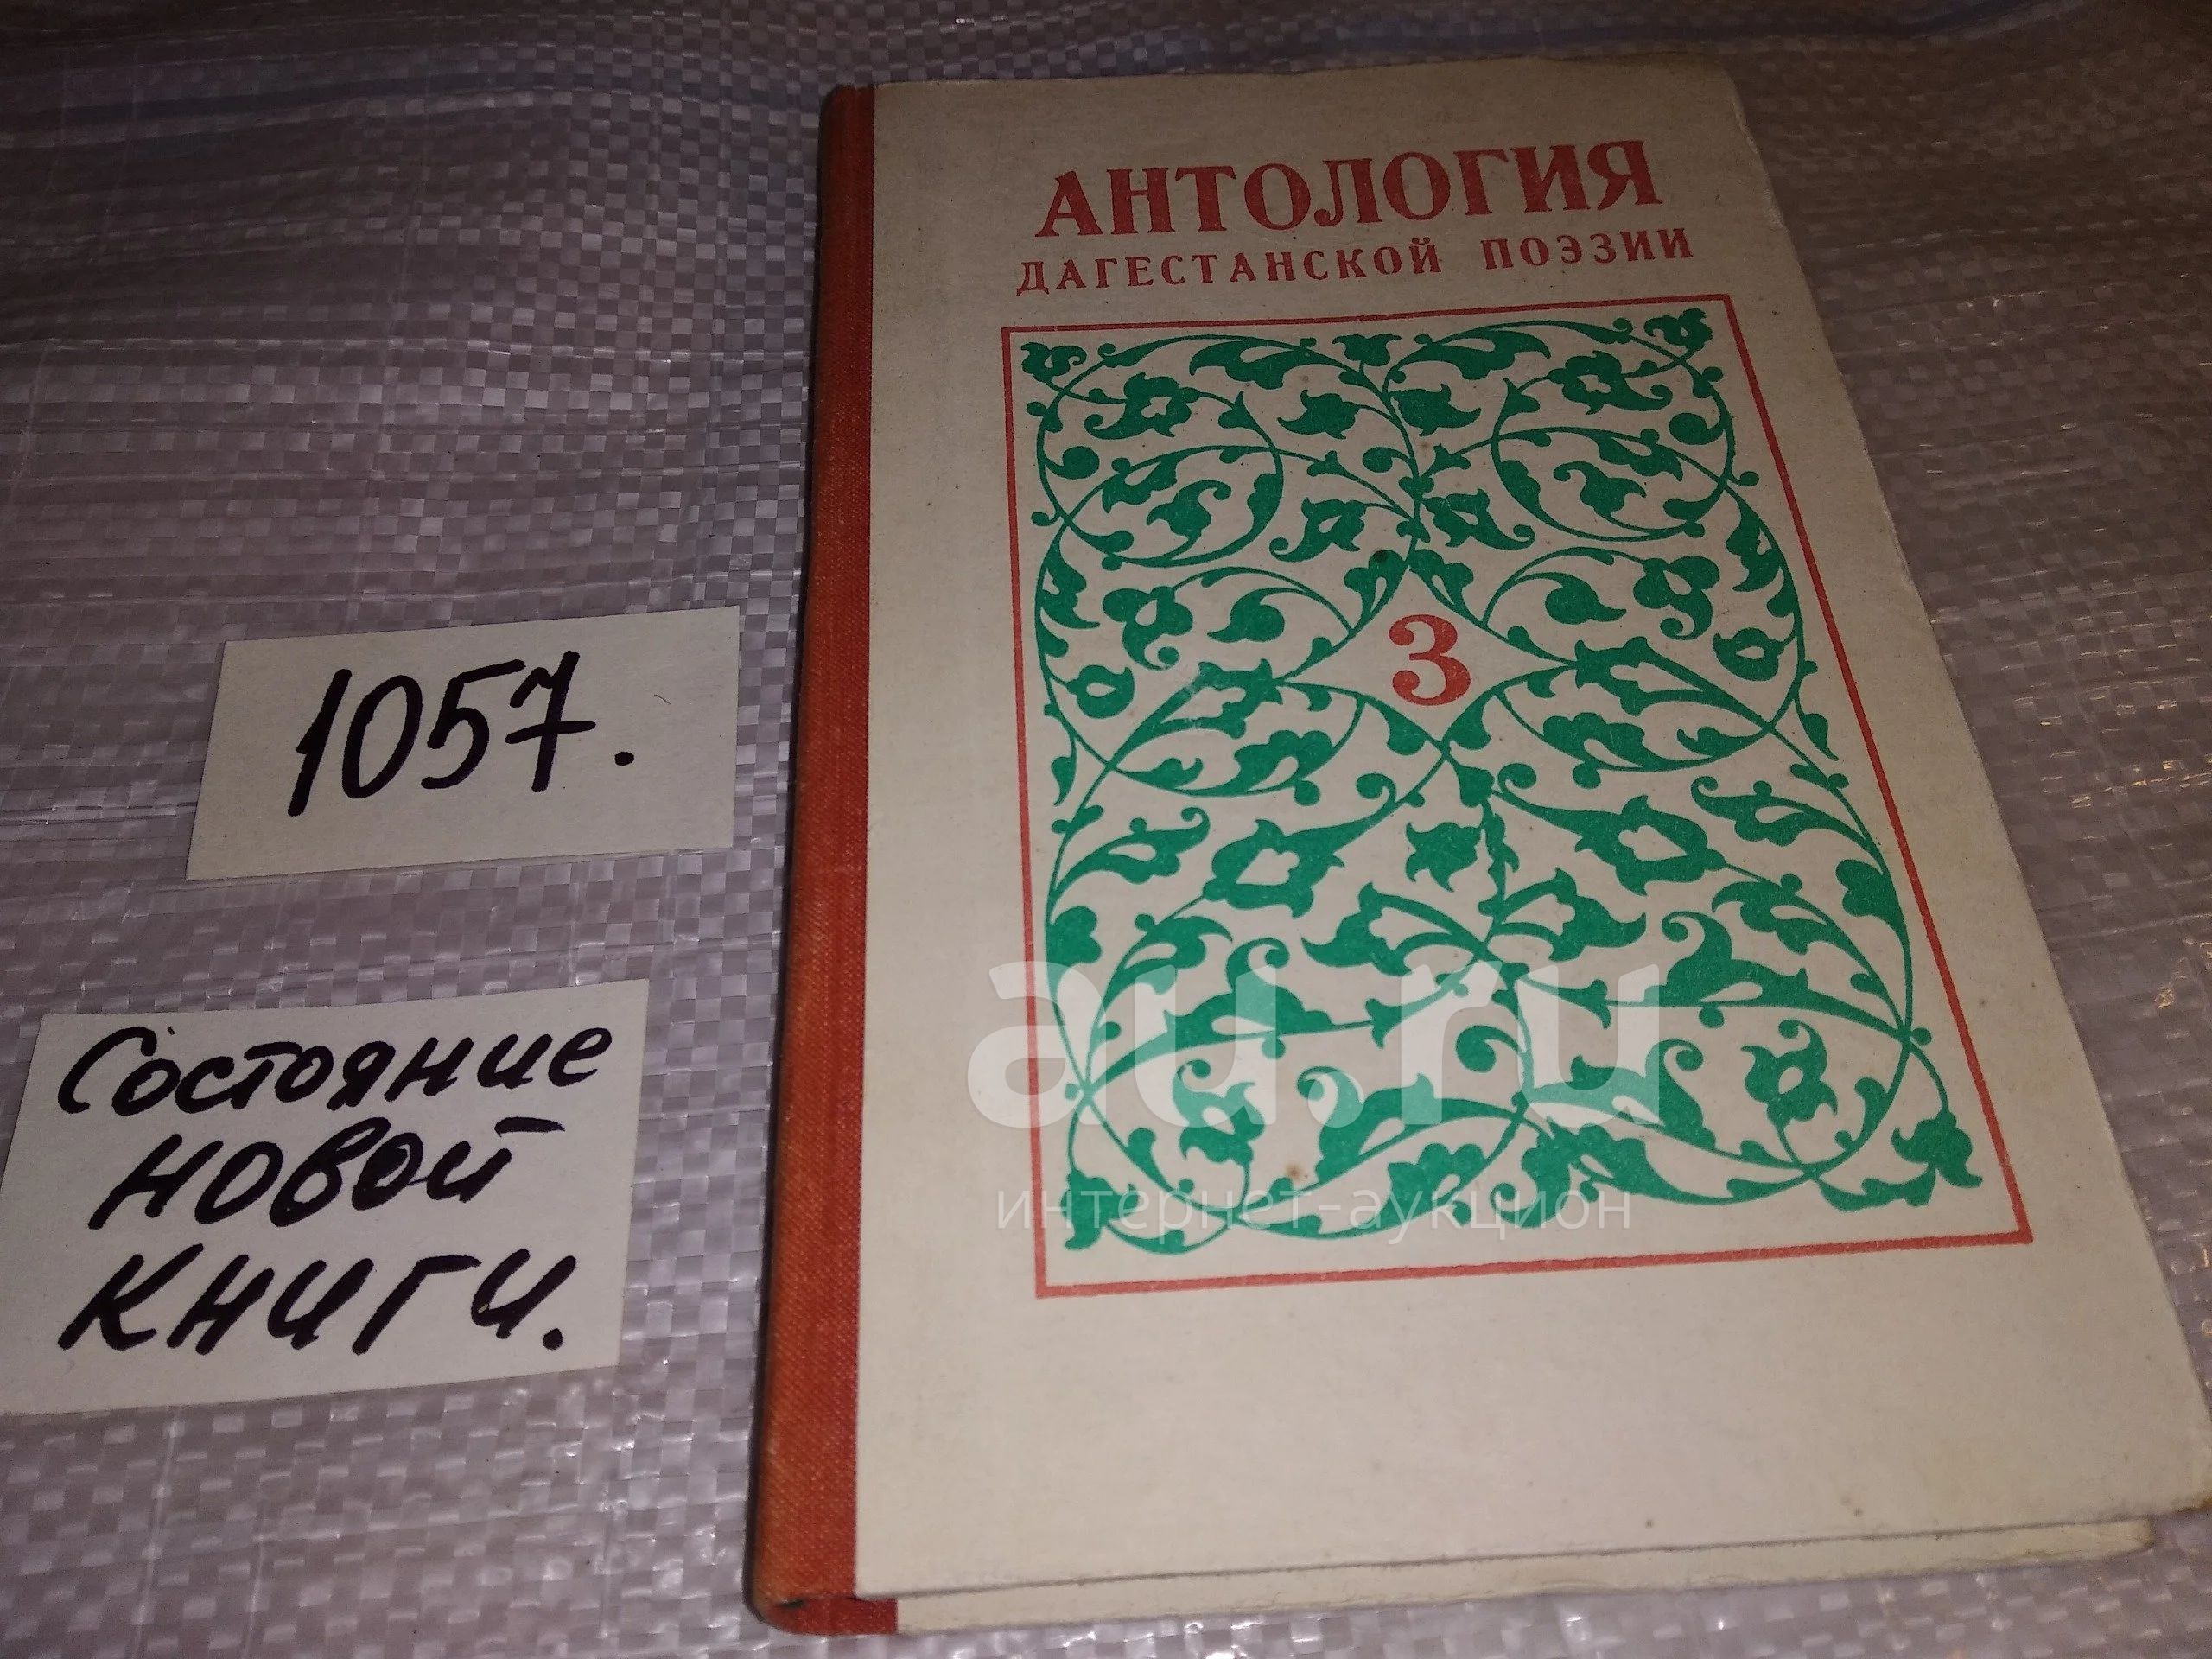 АНТОЛОГИЯ
ДАГЕСТАНСКОЙ ПОЭЗИИ
3
1057.
Состояние
новой
книги.
au.ru
интернет-аукцион